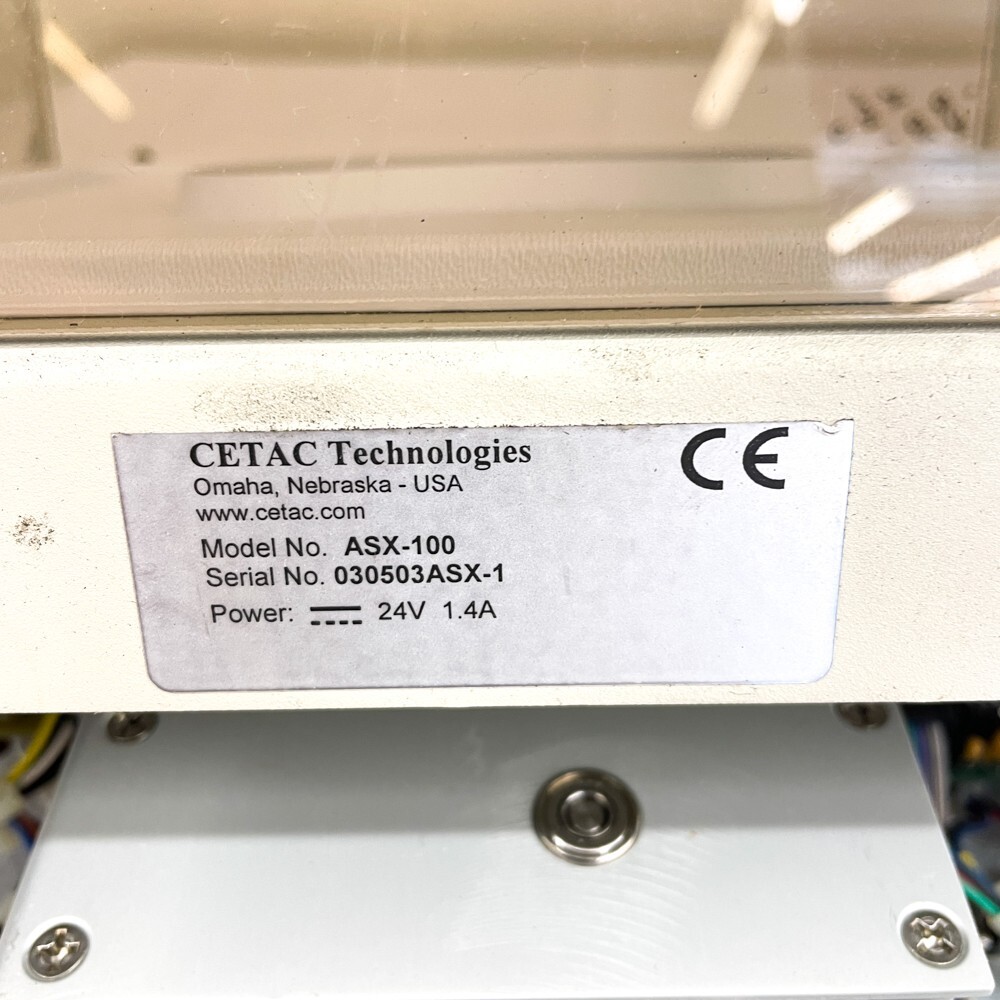 CETAC Technologies
CE
Omaha, Nebraska - USA
www.cetac.com
Model No. ASX-100
Serial No. 030503ASX-1
Power: ⎓ 24V 1.4A